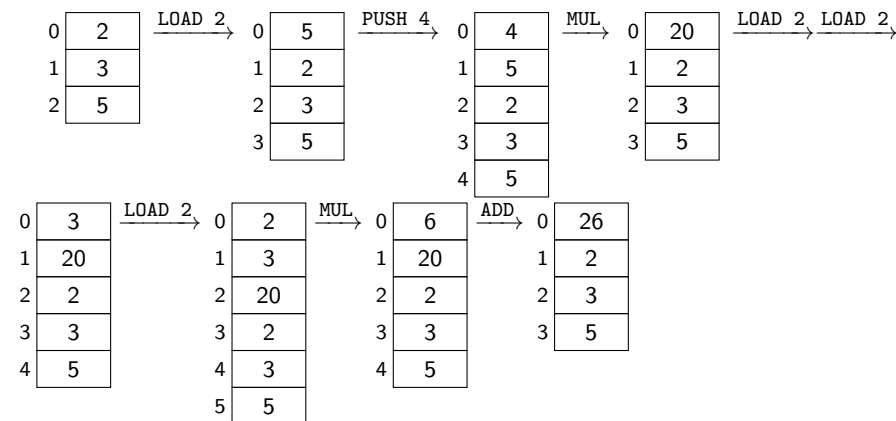 LOAD 2 PUSH 4 MUL LOAD 2 LOAD 2
0 2 0 5 0 4 0 20
1 3 1 2 1 5 1 2
2 5 2 3 2 2 2 3
3 5 3 3 3 5
4 5
LOAD 2 MUL ADD
0 3 0 2 0 6 0 26
1 20 1 3 1 20 1 2
2 2 2 20 2 2 2 3
3 3 3 2 3 3 3 5
4 5 4 3 4 5
5 5